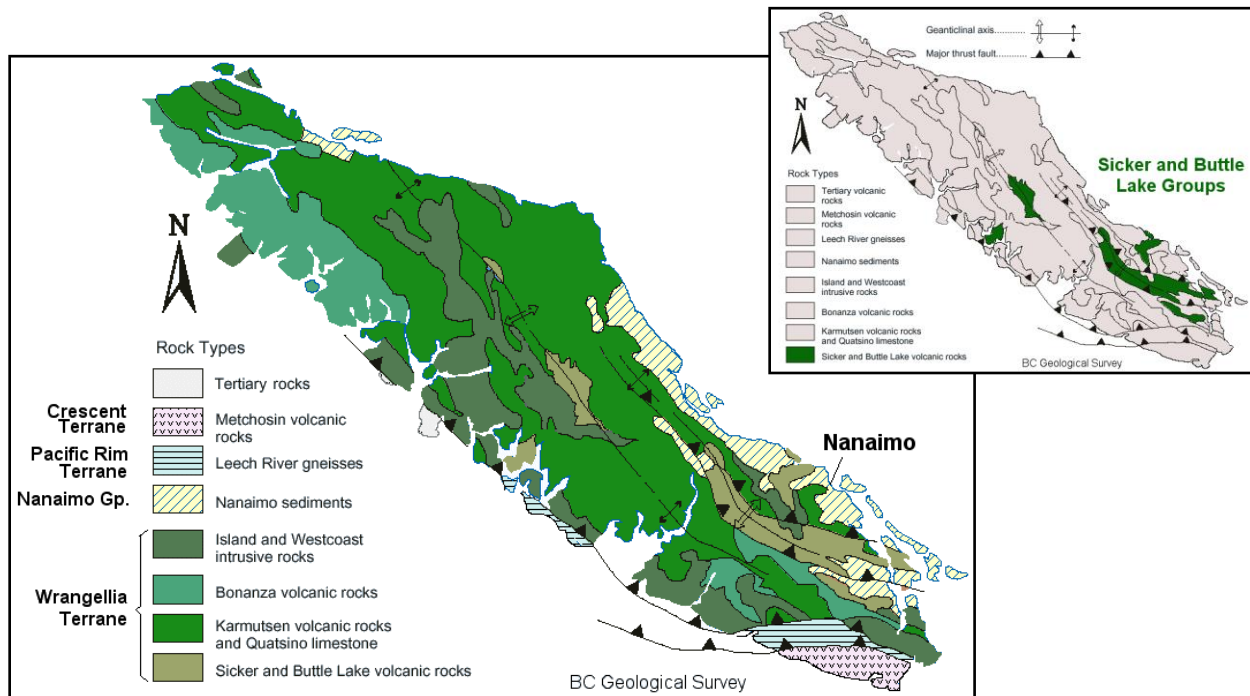 N
Rock Types
Tertiary rocks
Crescent
Terrane
Metchosin volcanic
rocks
Pacific Rim
Terrane
Leech River gneisses
Nanaimo Gp.
Nanaimo sediments
Wrangellia
Terrane
Island and Westcoast
intrusive rocks
Bonanza volcanic rocks
Karmutsen volcanic rocks
and Quatsino limestone
Sicker and Buttle Lake volcanic rocks
Nanaimo
BC Geological Survey
Geanticlinal axis............
Major thrust fault.....
N
Sicker and Buttle
Lake Groups
Rock Types
Tertiary volcanic
rocks
Metchosin volcanic
rocks
Leech River gneisses
Nanaimo sediments
Island and Westcoast
intrusive rocks
Bonanza volcanic rocks
Karmutsen volcanic rocks
and Quatsino limestone
Sicker and Buttle Lake volcanic rocks
BC Geological Survey